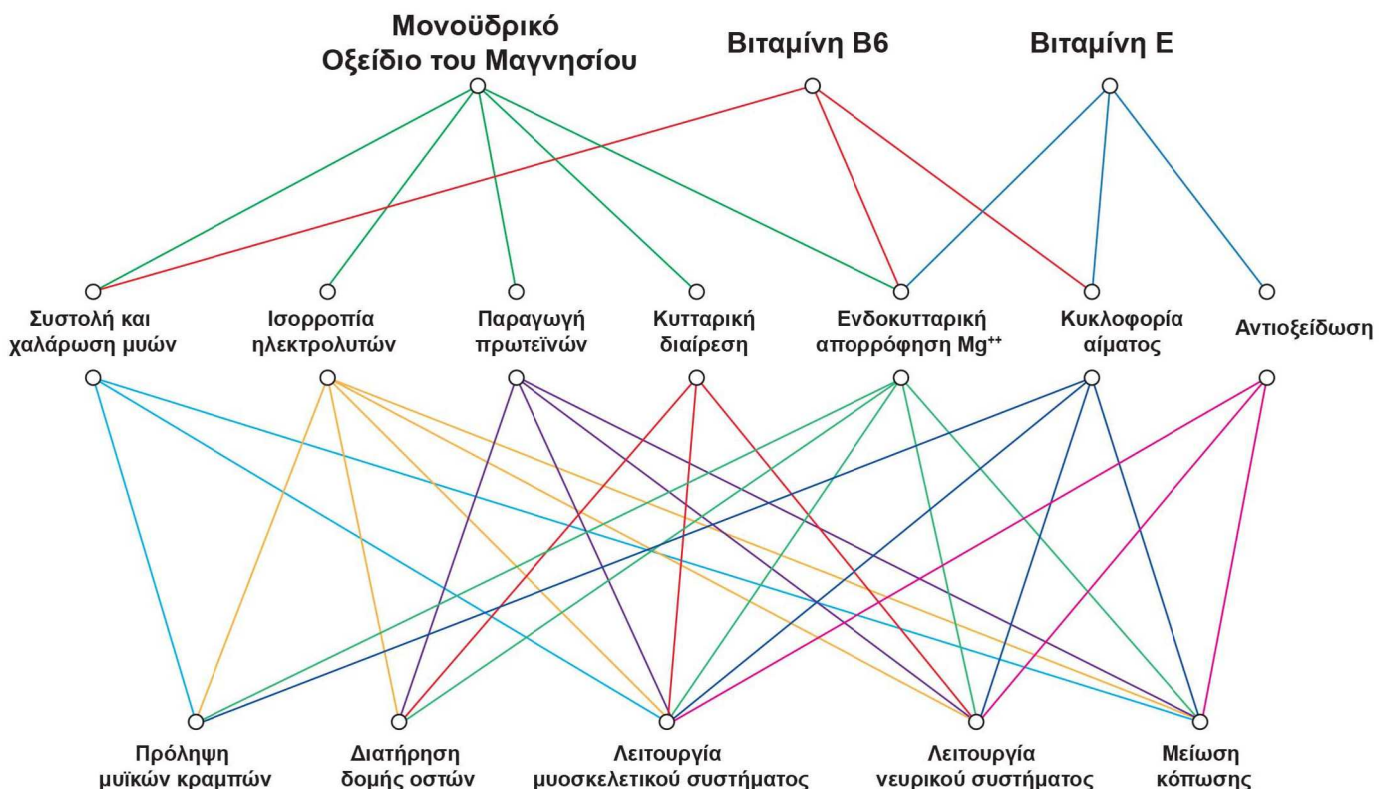 Μονοϋδρικό
Οξείδιο του Μαγνησίου
Βιταμίνη Β6
Βιταμίνη Ε
Συστολή και
χαλάρωση μυών
Ισορροπία
ηλεκτρολυτών
Παραγωγή
πρωτεϊνών
Κυτταρική
διαίρεση
Ενδοκυτταρική
απορρόφηση Mg⁺⁺
Κυκλοφορία
αίματος
Αντιοξείδωση
Πρόληψη
μυϊκών κραμπών
Διατήρηση
δομής οστών
Λειτουργία
μυοσκελετικού συστήματος
Λειτουργία
νευρικού συστήματος
Μείωση
κόπωσης